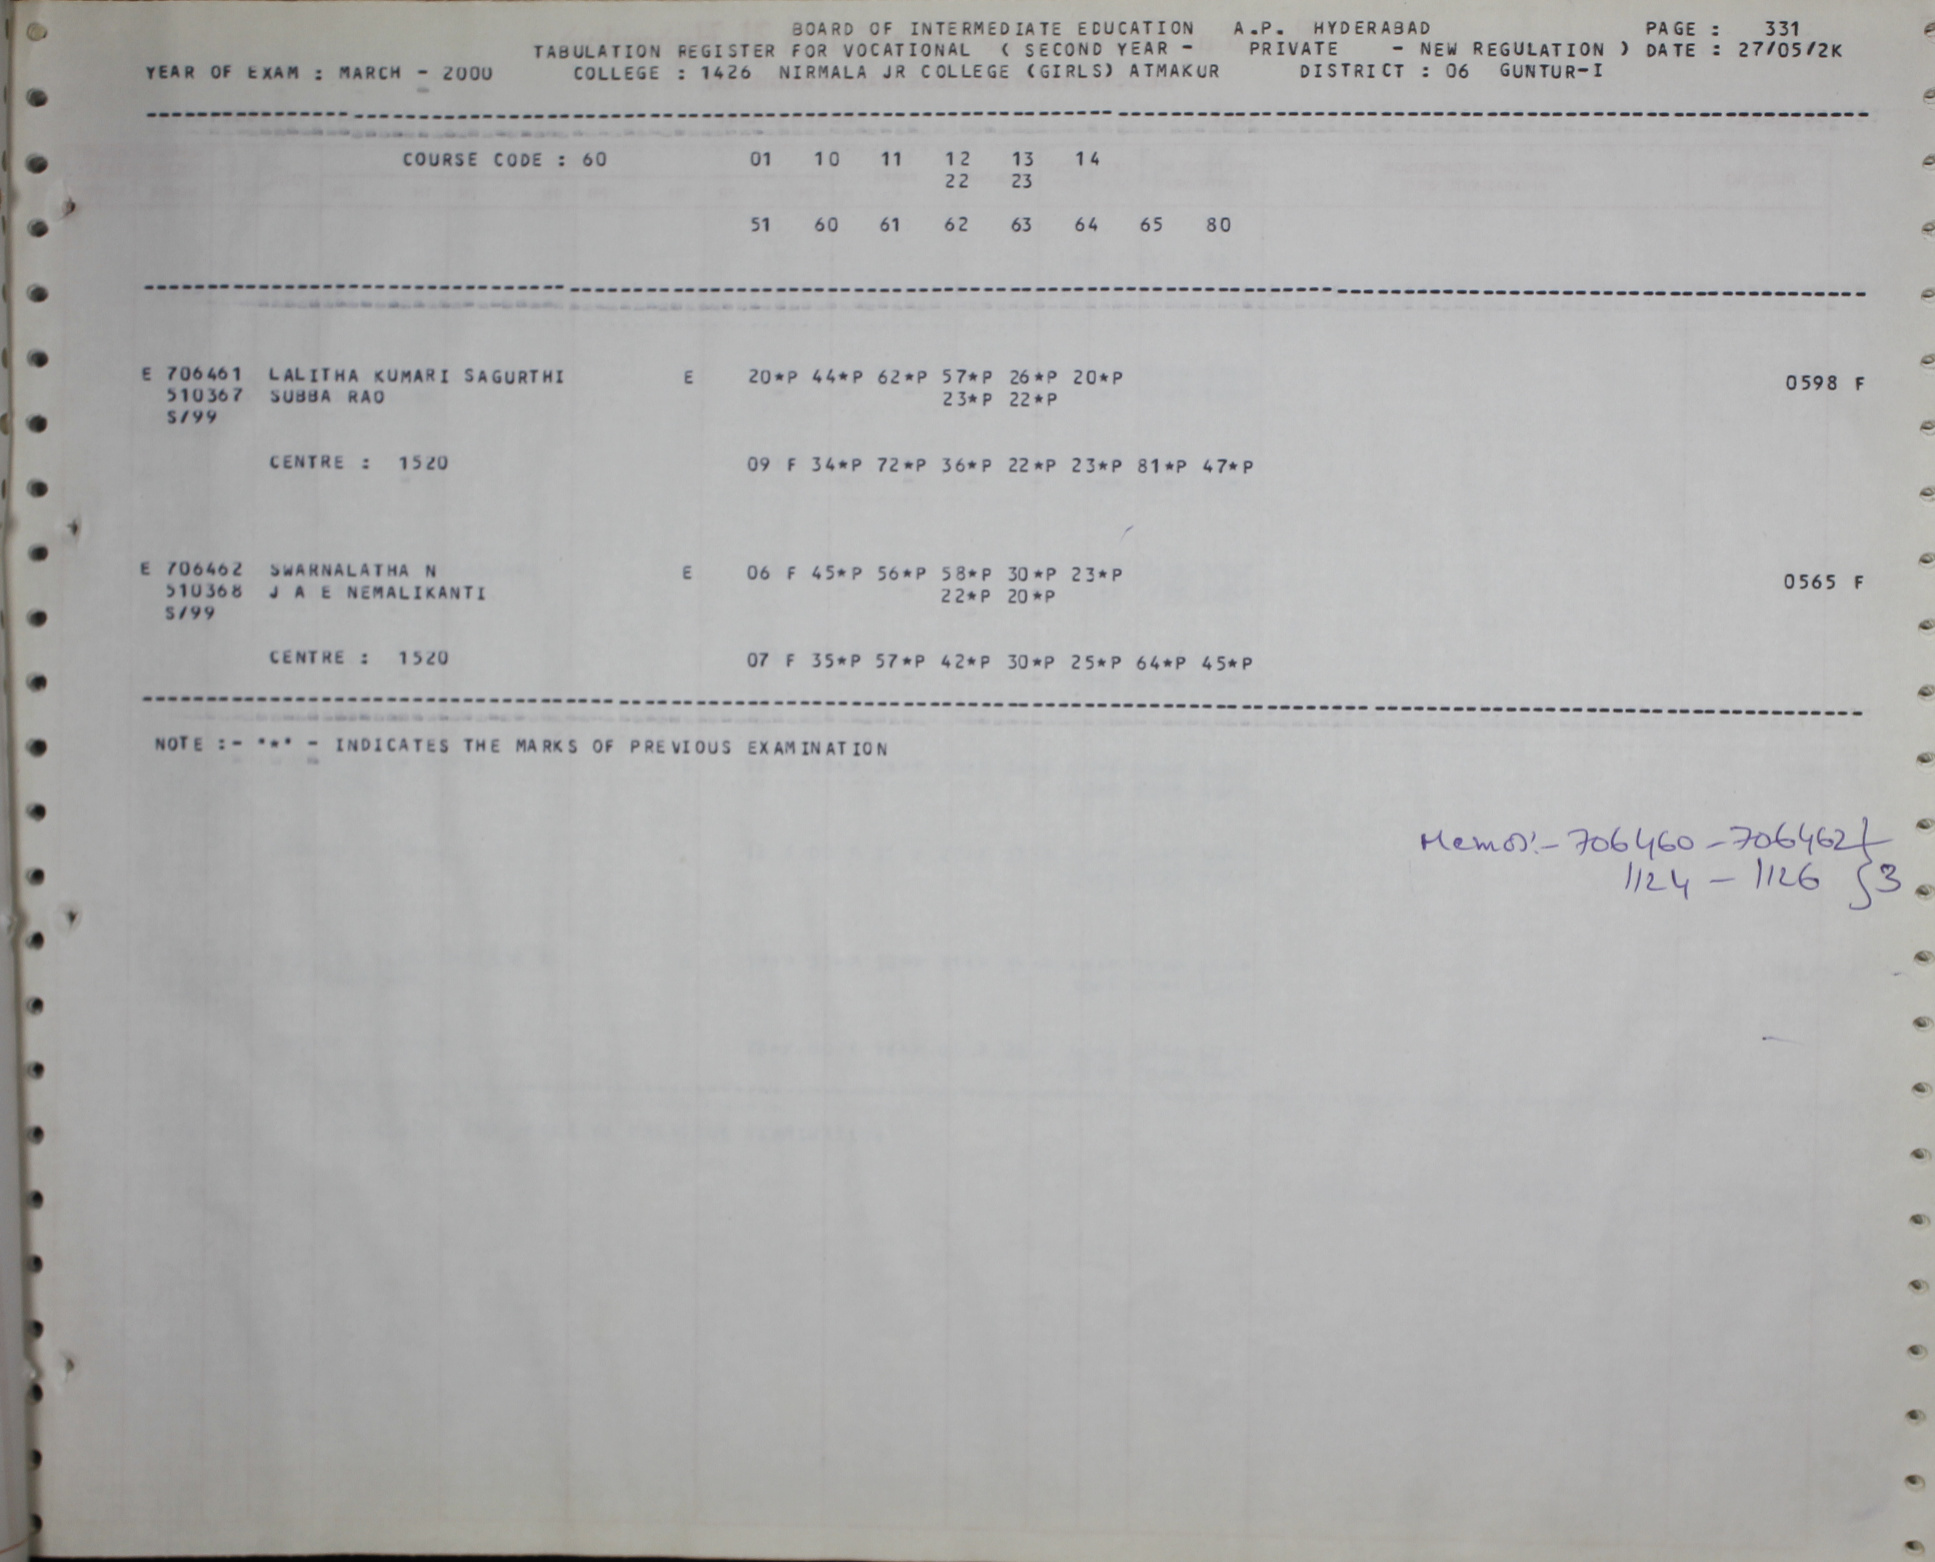 BOARD OF INTERMEDIATE EDUCATION A.P. HYDERABAD PAGE : 331
TABULATION REGISTER FOR VOCATIONAL ( SECOND YEAR - PRIVATE - NEW REGULATION ) DATE : 27/05/2K
YEAR OF EXAM : MARCH - 2000 COLLEGE : 1426 NIRMALA JR COLLEGE (GIRLS) ATMAKUR DISTRICT : 06 GUNTUR-I
COURSE CODE : 60 01 10 11 12 13 14
22 23
51 60 61 62 63 64 65 80
E 706461 LALITHA KUMARI SAGURTHI E 20*P 44*P 62*P 57*P 26*P 20*P 0598 F
510367 SUBBA RAO 23*P 22*P
S/99
CENTRE : 1520 09 F 34*P 72*P 36*P 22*P 23*P 81*P 47*P
E 706462 SWARNALATHA N E 06 F 45*P 56*P 58*P 30*P 23*P 0565 F
510368 J A E NEMALIKANTI 22*P 20*P
S/99
CENTRE : 1520 07 F 35*P 57*P 42*P 30*P 25*P 64*P 45*P
NOTE :- '*' - INDICATES THE MARKS OF PREVIOUS EXAMINATION
Memos:- 706460 - 706462 }
1124 - 1126 } 3